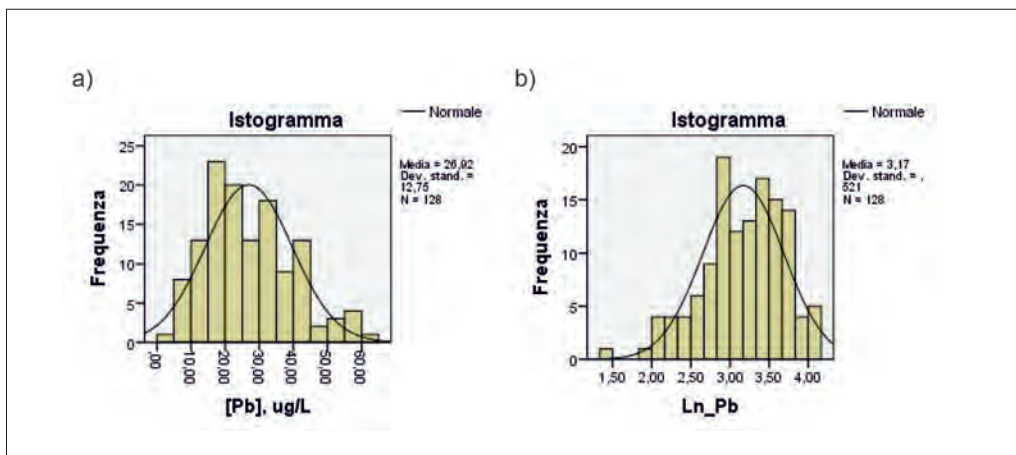 a)
Istogramma
— Normale
Media = 26,92
Dev. stand. =
12,75
N = 128
Frequenza
25
20
15
10
5
0
,00
10,00
20,00
30,00
40,00
50,00
60,00
[Pb], ug/L
b)
Istogramma
— Normale
Media = 3,17
Dev. stand. = ,
521
N = 128
Frequenza
20
15
10
5
0
1,50 2,00 2,50 3,00 3,50 4,00
Ln_Pb